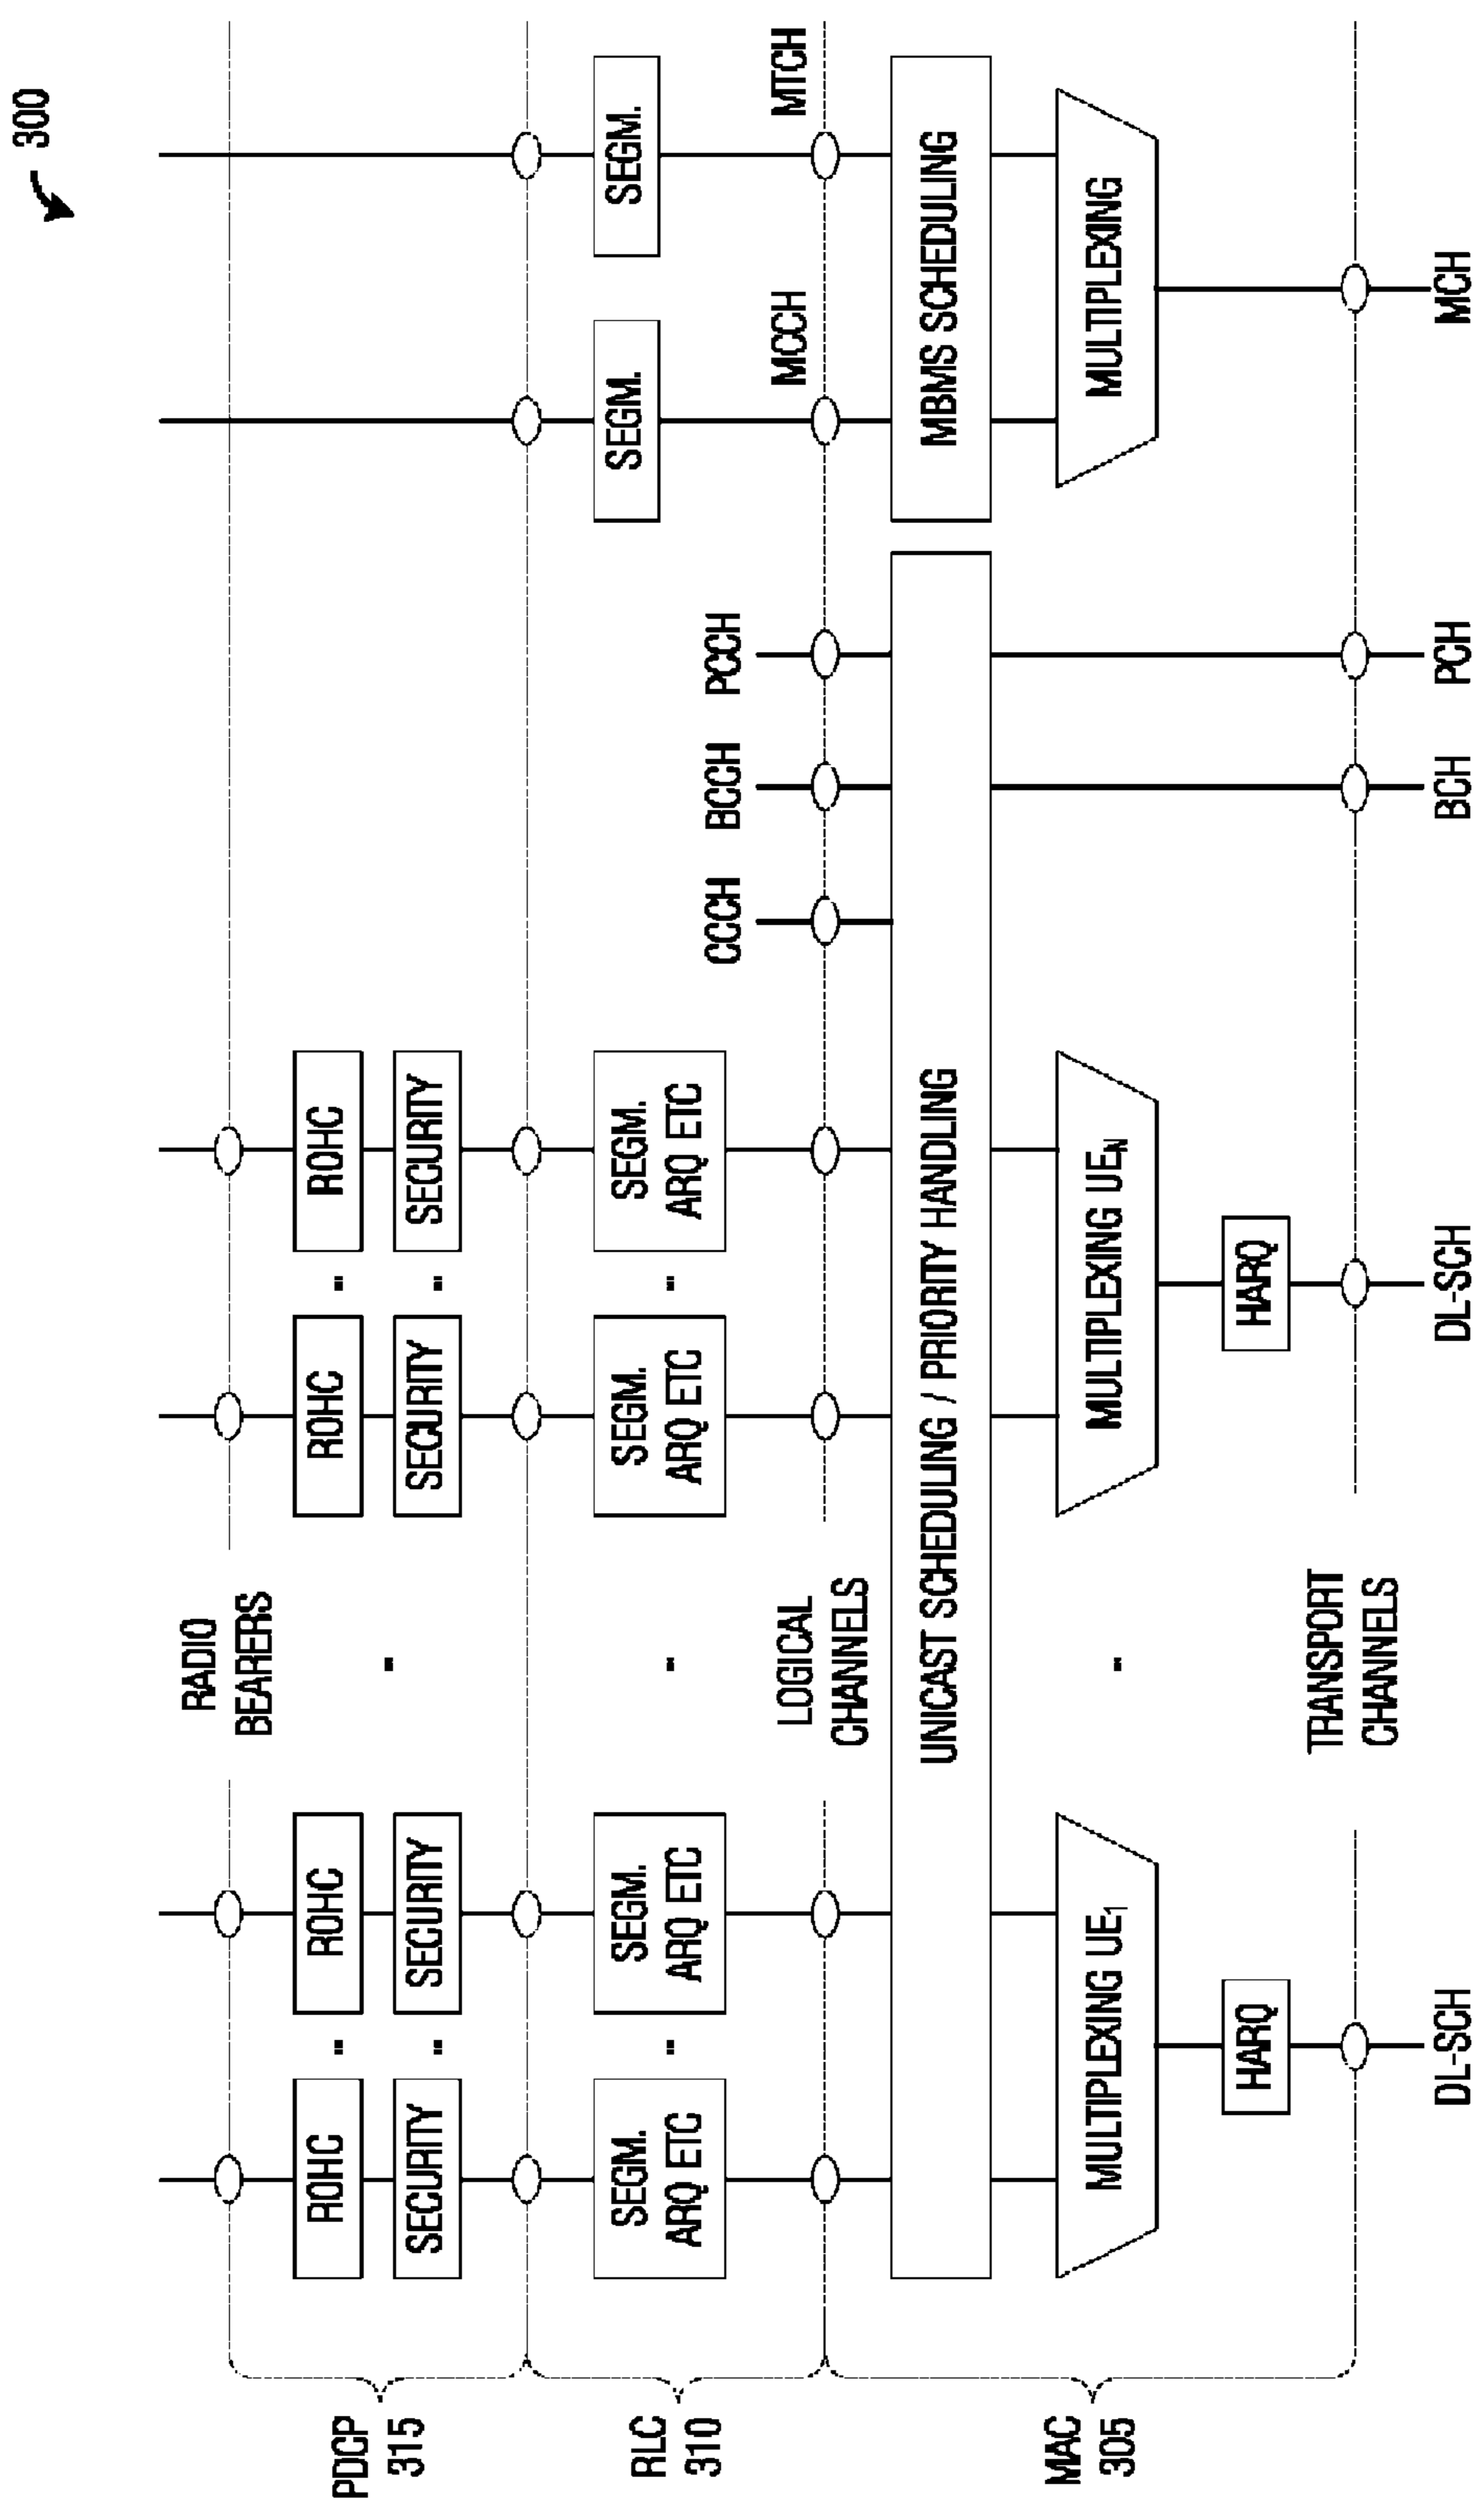 300
RADIO
BEARERS
PDCP
315
ROHC
ROHC
ROHC
ROHC
SECURITY
SECURITY
SECURITY
SECURITY
RLC
310
SEGM.
ARQ ETC
SEGM.
ARQ ETC
SEGM.
ARQ ETC
SEGM.
ARQ ETC
SEGM.
SEGM.
LOGICAL
CHANNELS
CCCH
BCCH
PCCH
MCCH
MTCH
MAC
305
UNICAST SCHEDULING / PRIORITY HANDLING
MBMS SCHEDULING
MULTIPLEXING UE1
MULTIPLEXING UEN
MULTIPLEXING
HARQ
HARQ
TRANSPORT
CHANNELS
DL-SCH
DL-SCH
BCH
PCH
MCH